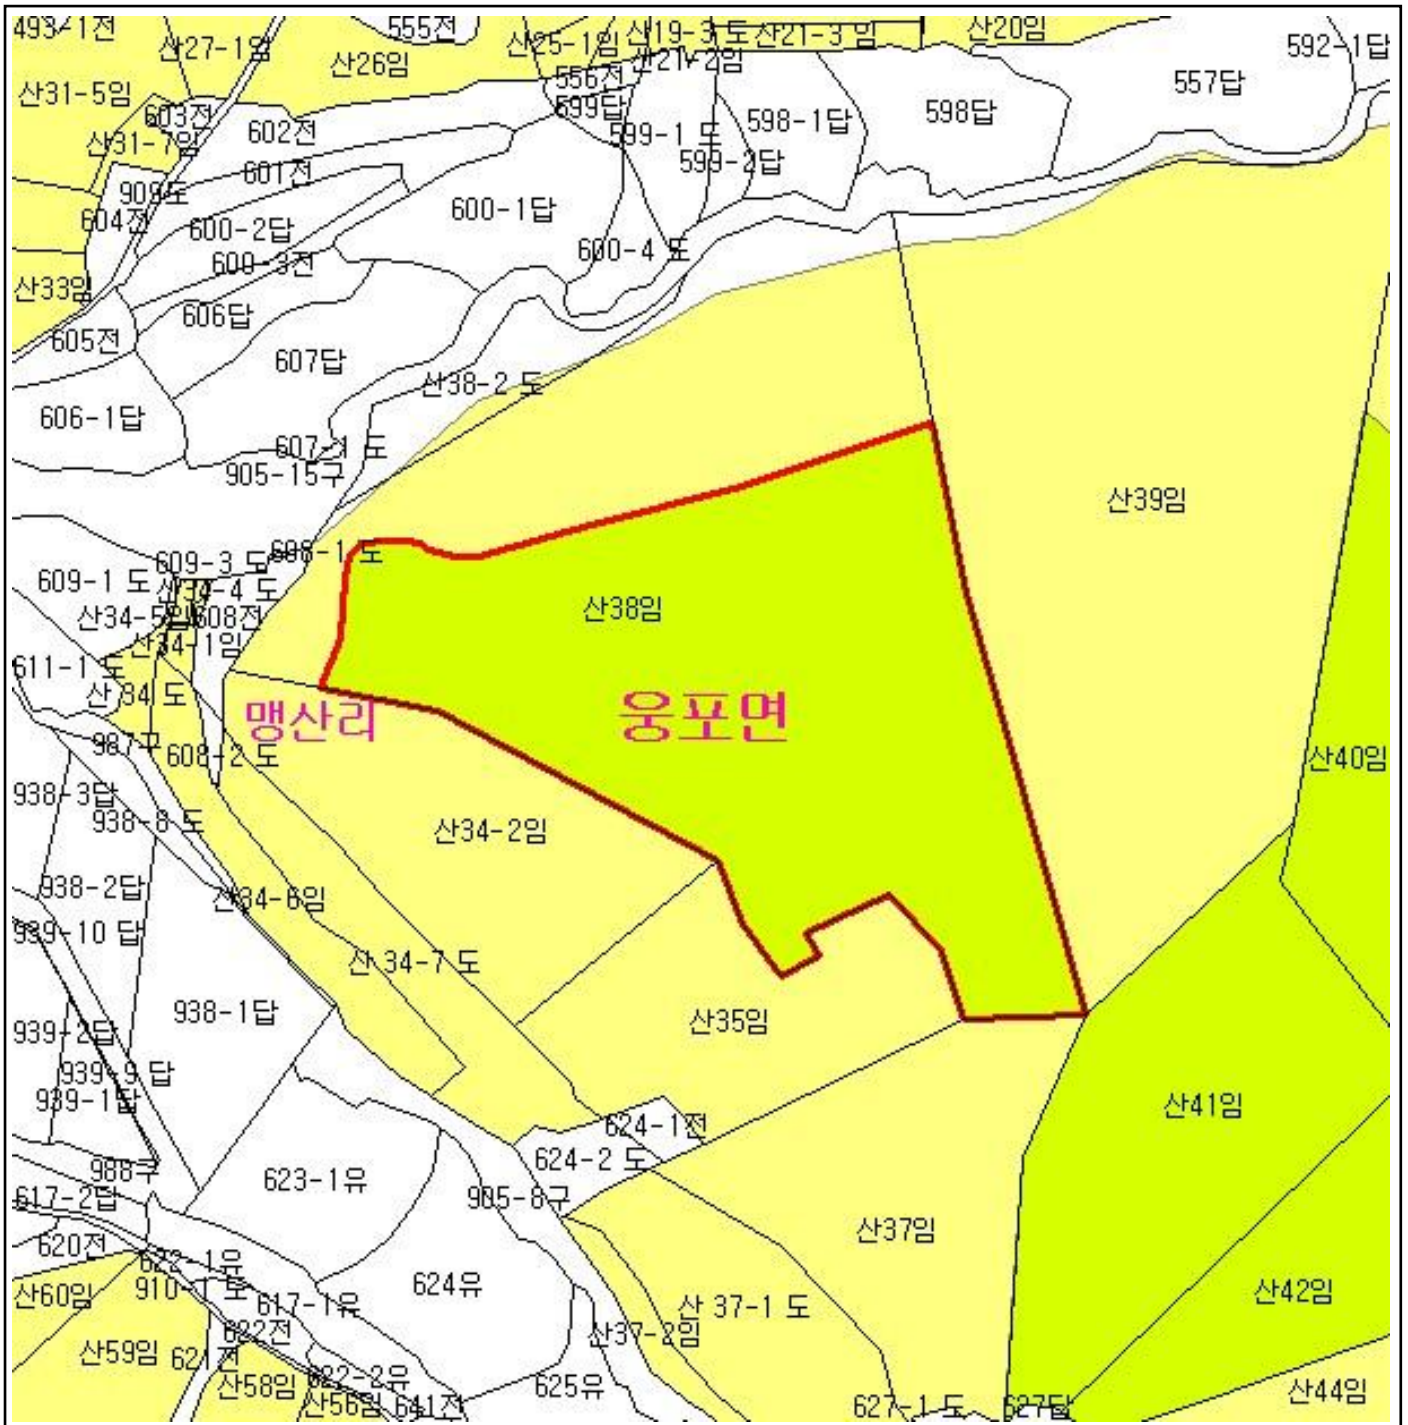 493-1전
555전
산27-1임
산26임
산25-1임
산19-3 도
산21-3 임
산20임
592-1답
산21-2임
557답
556전
산31-5임
603전
599답
598-1답
598답
602전
599-1 도
산31-7임
599-2답
601전
909도
604전
600-2답
600-1답
600-4 도
600-3전
산33임
606답
605전
607답
산38-2 도
606-1답
607-1 도
905-15구
산39임
608-1 도
609-3 도
609-1 도
산34-4 도
산34-5임
608전
산38임
산34-1임
611-1 도
산 34 도
맹산리
웅포면
987구
608-2 도
산40임
938-3답
938-8 도
산34-2임
938-2답
산34-6임
939-10 답
산 34-7 도
938-1답
산35임
939-2답
939-9 답
939-1답
산41임
624-1전
988구
624-2 도
623-1유
617-2답
905-8구
산37임
620전
622-1유
910-1 도
624유
산60임
617-1유
산42임
산 37-1 도
622전
산37-2임
산59임
621전
산58임
622-2유
625유
산44임
산56임
641전
627-1 도
627답